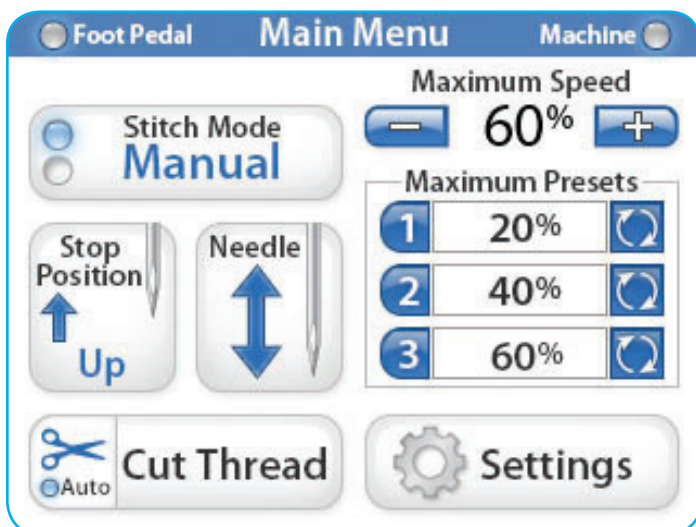 Foot Pedal Main Menu Machine
Stitch Mode
Manual
Maximum Speed
60%
Maximum Presets
1 20%
2 40%
3 60%
Stop
Position
Up
Needle
Auto
Cut Thread
Settings